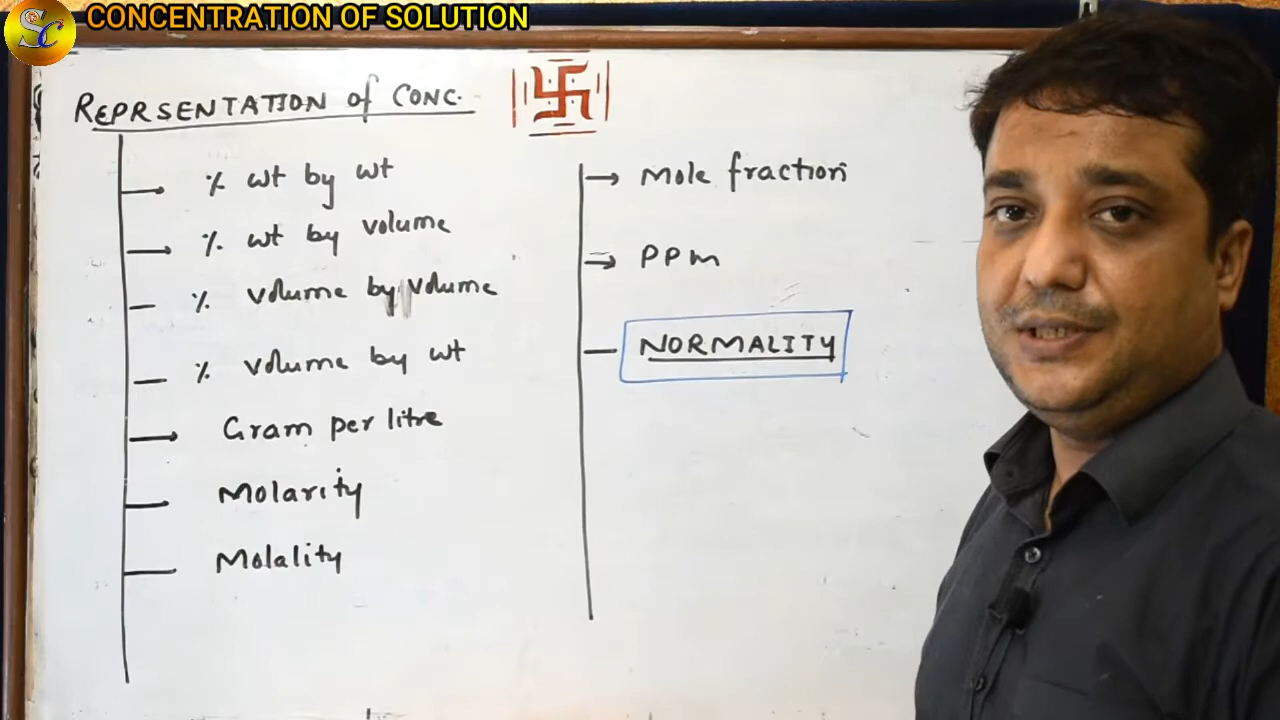 SC
CONCENTRATION OF SOLUTION
REPRSENTATION of CONC.
% wt by wt
% wt by volume
% volume by volume
% volume by wt
Gram per litre
Molarity
Molality
Mole fraction
PPm
NORMALITY